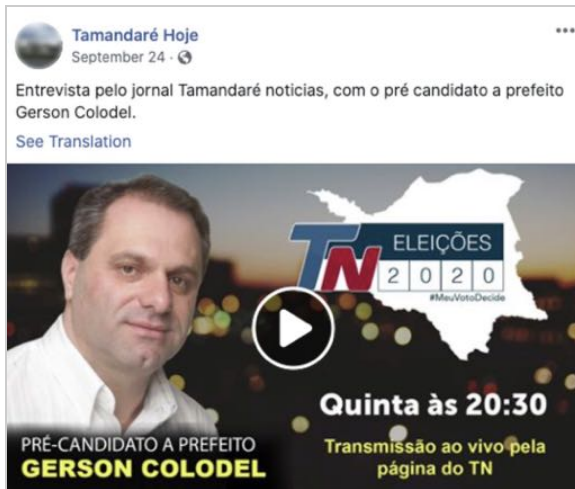 Tamandaré Hoje
September 24 ·
Entrevista pelo jornal Tamandaré noticias, com o pré candidato a prefeito
Gerson Colodel.
See Translation
TN ELEIÇÕES
2020
#MeuVotoDecide
Quinta às 20:30
PRÉ-CANDIDATO A PREFEITO
GERSON COLODEL
Transmissão ao vivo pela
página do TN